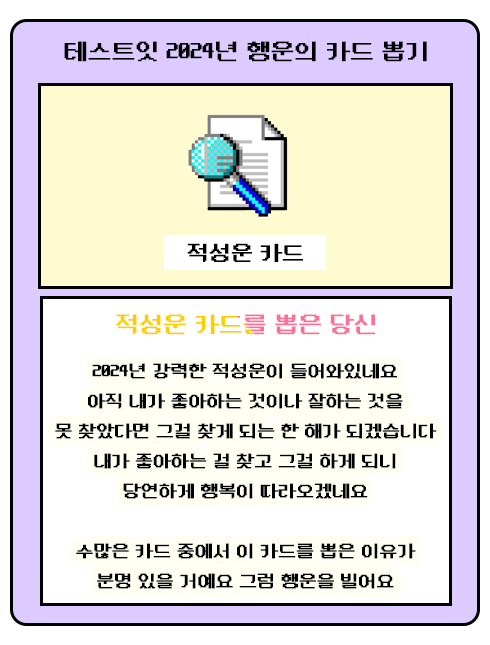 테스트잇 2024년 행운의 카드 뽑기
적성운 카드
적성운 카드를 뽑은 당신
2024년 강력한 적성운이 들어와있네요
아직 내가 좋아하는 것이나 잘하는 것을
못 찾았다면 그걸 찾게 되는 한 해가 되겠습니다
내가 좋아하는 걸 찾고 그걸 하게 되니
당연하게 행복이 따라오겠네요
수많은 카드 중에서 이 카드를 뽑은 이유가
분명 있을 거예요 그럼 행운을 빌어요